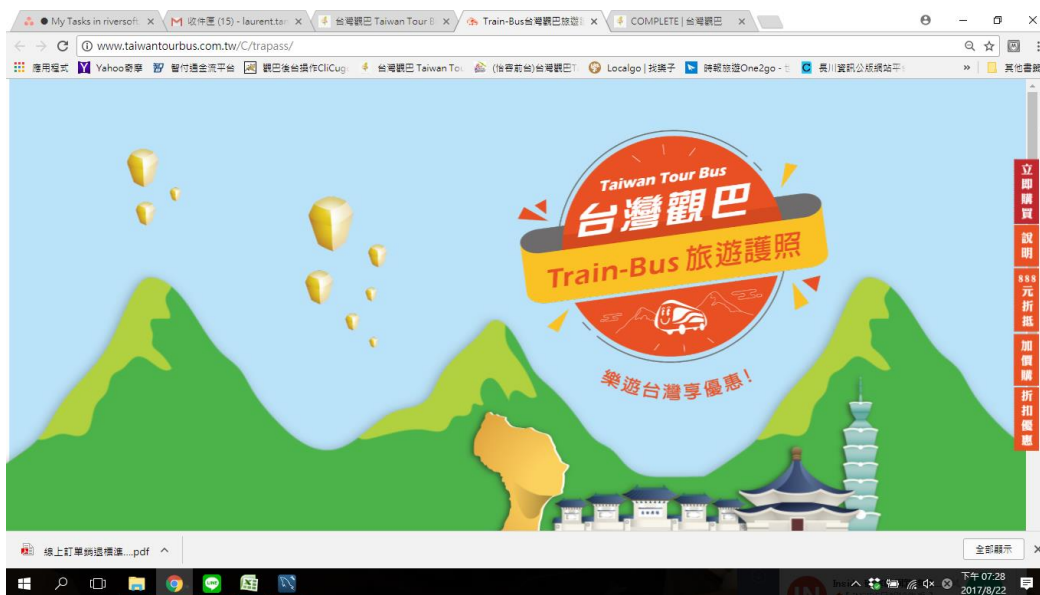 ● My Tasks in riversoft
收件匣 (15) - laurent.tan
台灣觀巴 Taiwan Tour B
Train-Bus台灣觀巴旅遊
COMPLETE | 台灣觀巴
www.taiwantourbus.com.tw/C/trapass/
應用程式
Yahoo奇摩
智付通金流平台
觀巴後台操作CliCug
台灣觀巴 Taiwan Tou
(怡容前台)台灣觀巴T
Localgo | 找樂子
時報旅遊One2go -
長川資訊公版網站平
»
其他書籤
Taiwan Tour Bus
台灣觀巴
Train-Bus 旅遊護照
樂遊台灣享優惠!
立即購買
說明
888元折抵
加價購
折扣優惠
線上訂單銷退標準....pdf
全部顯示
下午 07:28
2017/8/22